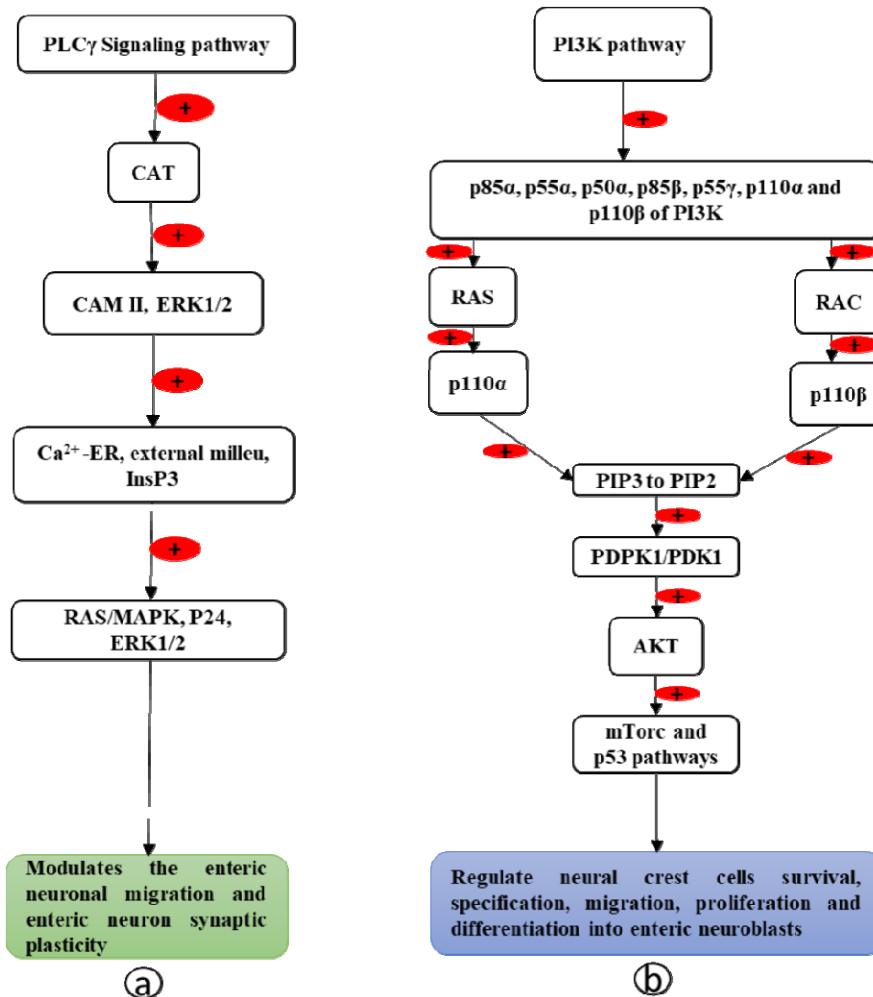 PLCγ Signaling pathway
+
CAT
+
CAM II, ERK1/2
+
Ca²⁺-ER, external milleu,
InsP3
+
RAS/MAPK, P24,
ERK1/2
Modulates the enteric
neuronal migration and
enteric neuron synaptic
plasticity
a
PI3K pathway
+
p85α, p55α, p50α, p85β, p55γ, p110α and
p110β of PI3K
+
+
RAS
RAC
+
+
p110α
p110β
+
+
PIP3 to PIP2
+
PDPK1/PDK1
+
AKT
+
mTorc and
p53 pathways
Regulate neural crest cells survival,
specification, migration, proliferation and
differentiation into enteric neuroblasts
b